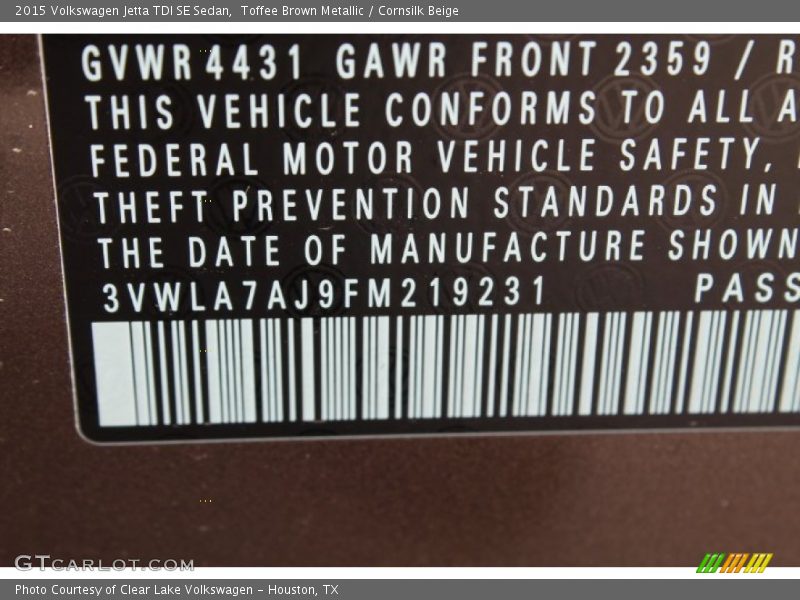 2015 Volkswagen Jetta TDI SE Sedan,  Toffee Brown Metallic / Cornsilk Beige
GVWR 4431 GAWR FRONT 2359 / R
THIS VEHICLE CONFORMS TO ALL A
FEDERAL MOTOR VEHICLE SAFETY,
THEFT PREVENTION STANDARDS IN
THE DATE OF MANUFACTURE SHOWN
3VWLA7AJ9FM219231 PASS
GTCARLOT.COM
Photo Courtesy of Clear Lake Volkswagen – Houston, TX